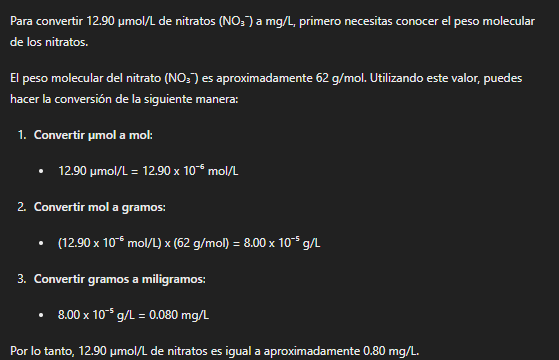 Para convertir 12.90 µmol/L de nitratos (NO₃⁻) a mg/L, primero necesitas conocer el peso molecular
de los nitratos.
El peso molecular del nitrato (NO₃⁻) es aproximadamente 62 g/mol. Utilizando este valor, puedes
hacer la conversión de la siguiente manera:
1. Convertir µmol a mol:
• 12.90 µmol/L = 12.90 x 10⁻⁶ mol/L
2. Convertir mol a gramos:
• (12.90 x 10⁻⁶ mol/L) x (62 g/mol) = 8.00 x 10⁻⁵ g/L
3. Convertir gramos a miligramos:
• 8.00 x 10⁻⁵ g/L = 0.080 mg/L
Por lo tanto, 12.90 µmol/L de nitratos es igual a aproximadamente 0.80 mg/L.